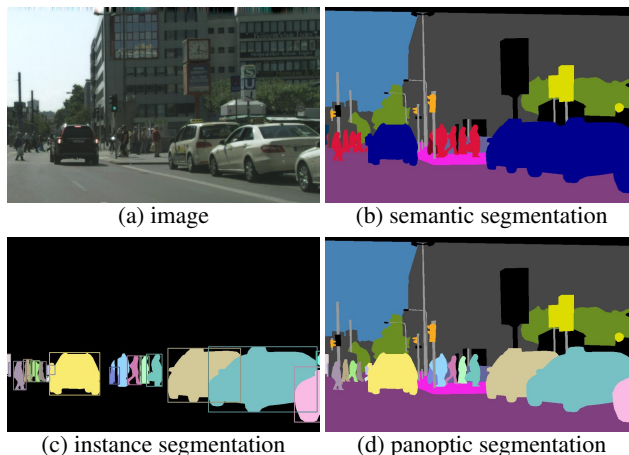 (a) image
(b) semantic segmentation
(c) instance segmentation
(d) panoptic segmentation